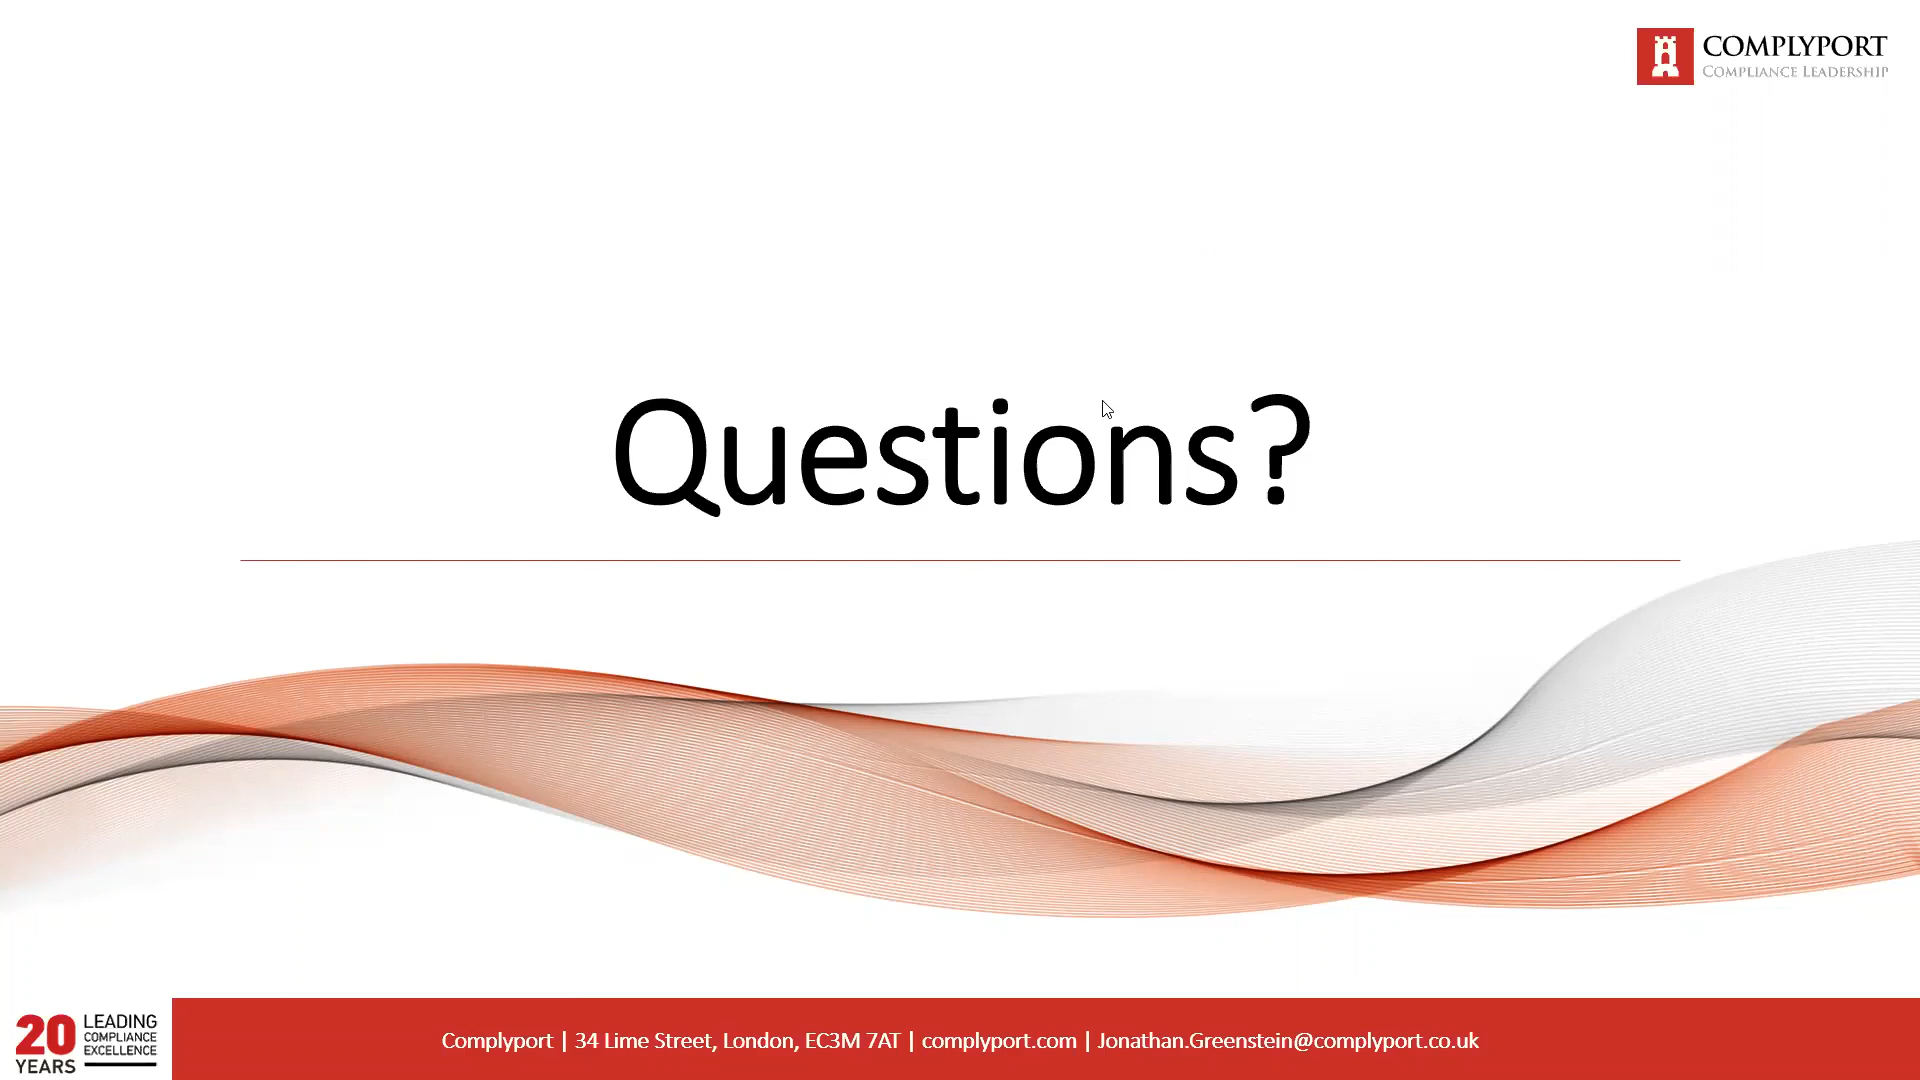 COMPLYPORT
COMPLIANCE LEADERSHIP
Questions?
20 YEARS
LEADING
COMPLIANCE
EXCELLENCE
Complyport | 34 Lime Street, London, EC3M 7AT | complyport.com | Jonathan.Greenstein@complyport.co.uk